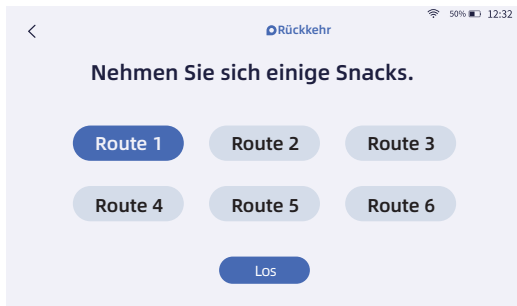 50% 12:32
Rückkehr
Nehmen Sie sich einige Snacks.
Route 1 Route 2 Route 3
Route 4 Route 5 Route 6
Los